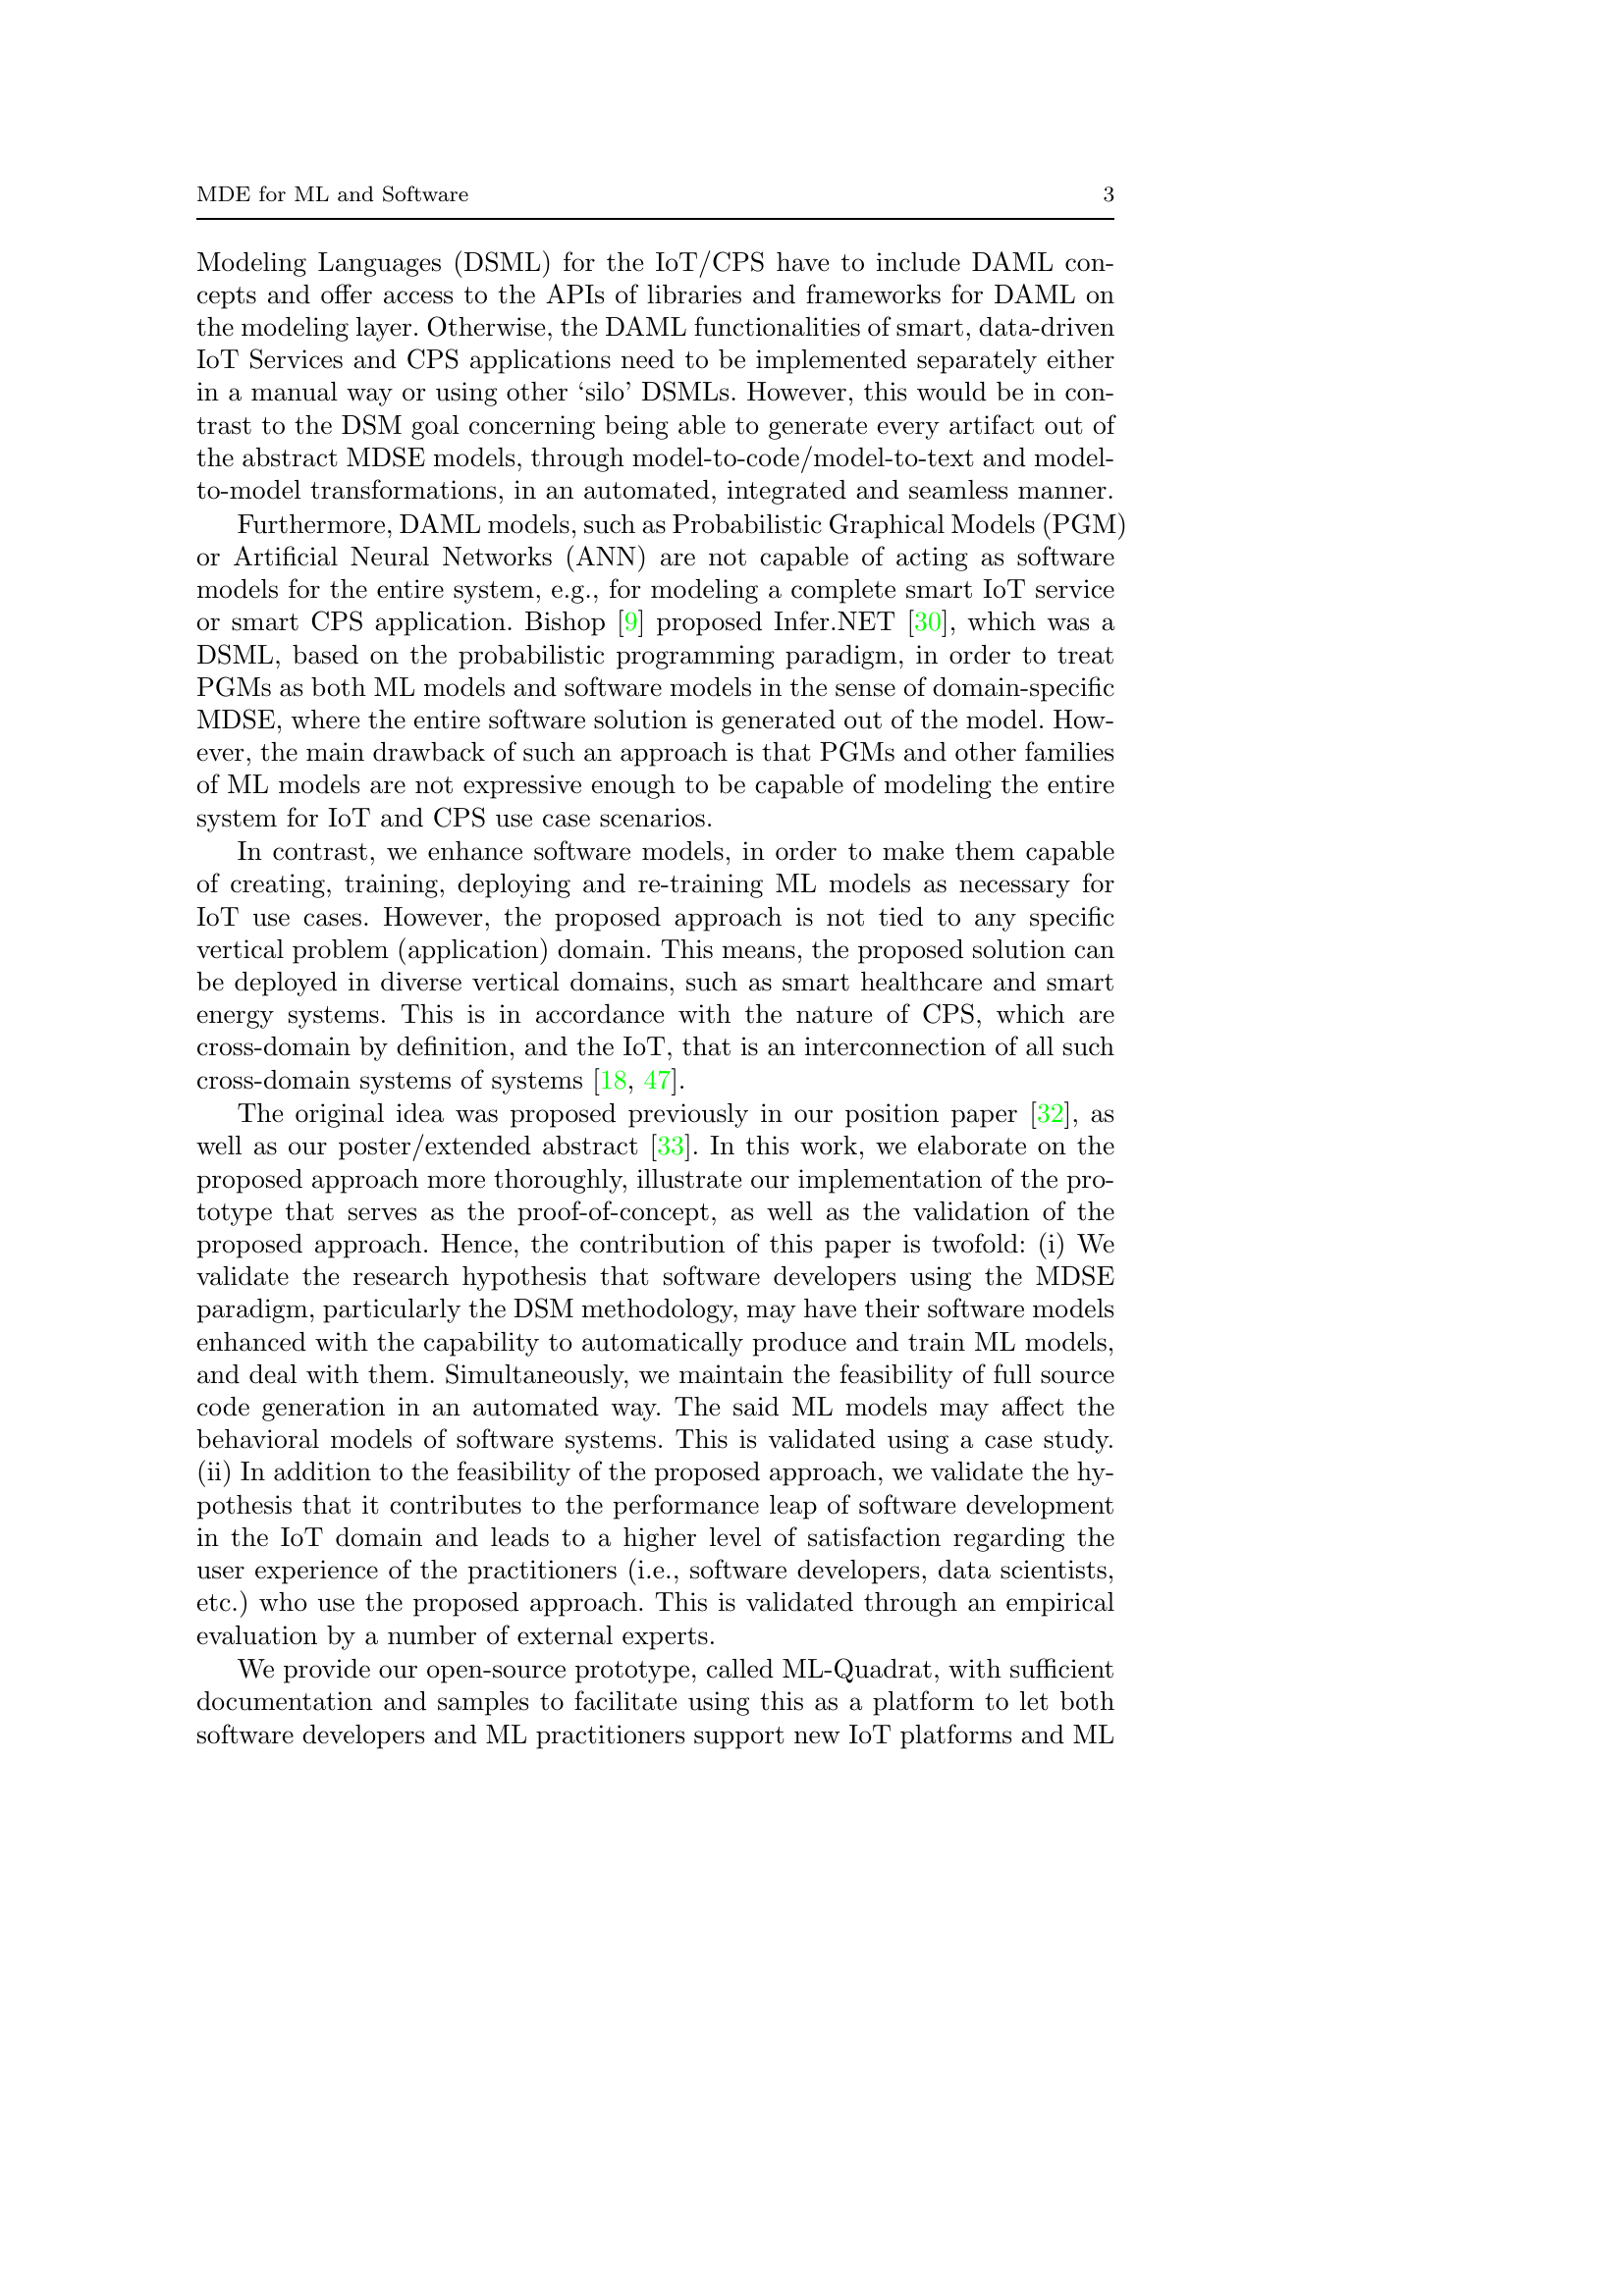 MDE for ML and Software 3
Modeling Languages (DSML) for the IoT/CPS have to include DAML con-
cepts and offer access to the APIs of libraries and frameworks for DAML on
the modeling layer. Otherwise, the DAML functionalities of smart, data-driven
IoT Services and CPS applications need to be implemented separately either
in a manual way or using other ‘silo’ DSMLs. However, this would be in con-
trast to the DSM goal concerning being able to generate every artifact out of
the abstract MDSE models, through model-to-code/model-to-text and model-
to-model transformations, in an automated, integrated and seamless manner.
Furthermore, DAML models, such as Probabilistic Graphical Models (PGM)
or Artificial Neural Networks (ANN) are not capable of acting as software
models for the entire system, e.g., for modeling a complete smart IoT service
or smart CPS application. Bishop [9] proposed Infer.NET [30], which was a
DSML, based on the probabilistic programming paradigm, in order to treat
PGMs as both ML models and software models in the sense of domain-specific
MDSE, where the entire software solution is generated out of the model. How-
ever, the main drawback of such an approach is that PGMs and other families
of ML models are not expressive enough to be capable of modeling the entire
system for IoT and CPS use case scenarios.
In contrast, we enhance software models, in order to make them capable
of creating, training, deploying and re-training ML models as necessary for
IoT use cases. However, the proposed approach is not tied to any specific
vertical problem (application) domain. This means, the proposed solution can
be deployed in diverse vertical domains, such as smart healthcare and smart
energy systems. This is in accordance with the nature of CPS, which are
cross-domain by definition, and the IoT, that is an interconnection of all such
cross-domain systems of systems [18, 47].
The original idea was proposed previously in our position paper [32], as
well as our poster/extended abstract [33]. In this work, we elaborate on the
proposed approach more thoroughly, illustrate our implementation of the pro-
totype that serves as the proof-of-concept, as well as the validation of the
proposed approach. Hence, the contribution of this paper is twofold: (i) We
validate the research hypothesis that software developers using the MDSE
paradigm, particularly the DSM methodology, may have their software models
enhanced with the capability to automatically produce and train ML models,
and deal with them. Simultaneously, we maintain the feasibility of full source
code generation in an automated way. The said ML models may affect the
behavioral models of software systems. This is validated using a case study.
(ii) In addition to the feasibility of the proposed approach, we validate the hy-
pothesis that it contributes to the performance leap of software development
in the IoT domain and leads to a higher level of satisfaction regarding the
user experience of the practitioners (i.e., software developers, data scientists,
etc.) who use the proposed approach. This is validated through an empirical
evaluation by a number of external experts.
We provide our open-source prototype, called ML-Quadrat, with sufficient
documentation and samples to facilitate using this as a platform to let both
software developers and ML practitioners support new IoT platforms and ML